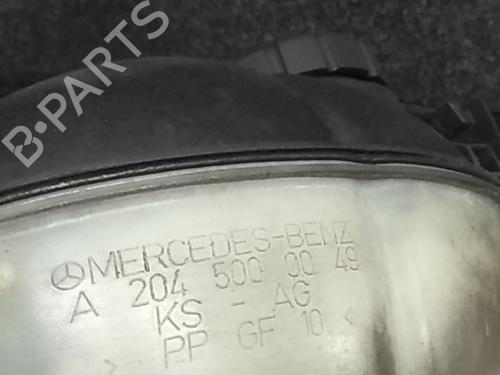 B·PARTS
MERCEDES-BENZ
A 204 500 00 49
KS - AG
> PP GF 10 <